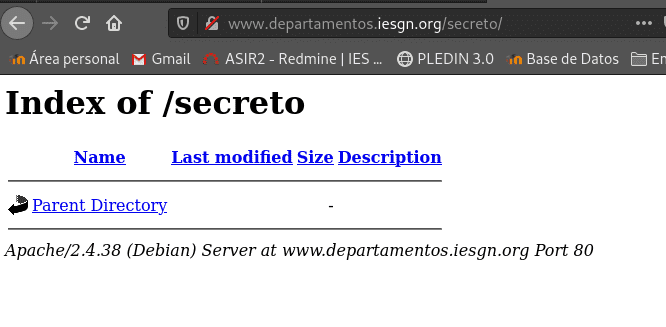 www.departamentos.iesgn.org/secreto/
Área personal Gmail ASIR2 - Redmine | IES ... PLEDIN 3.0 Base de Datos En
Index of /secreto
Name Last modified Size Description
Parent Directory -
Apache/2.4.38 (Debian) Server at www.departamentos.iesgn.org Port 80